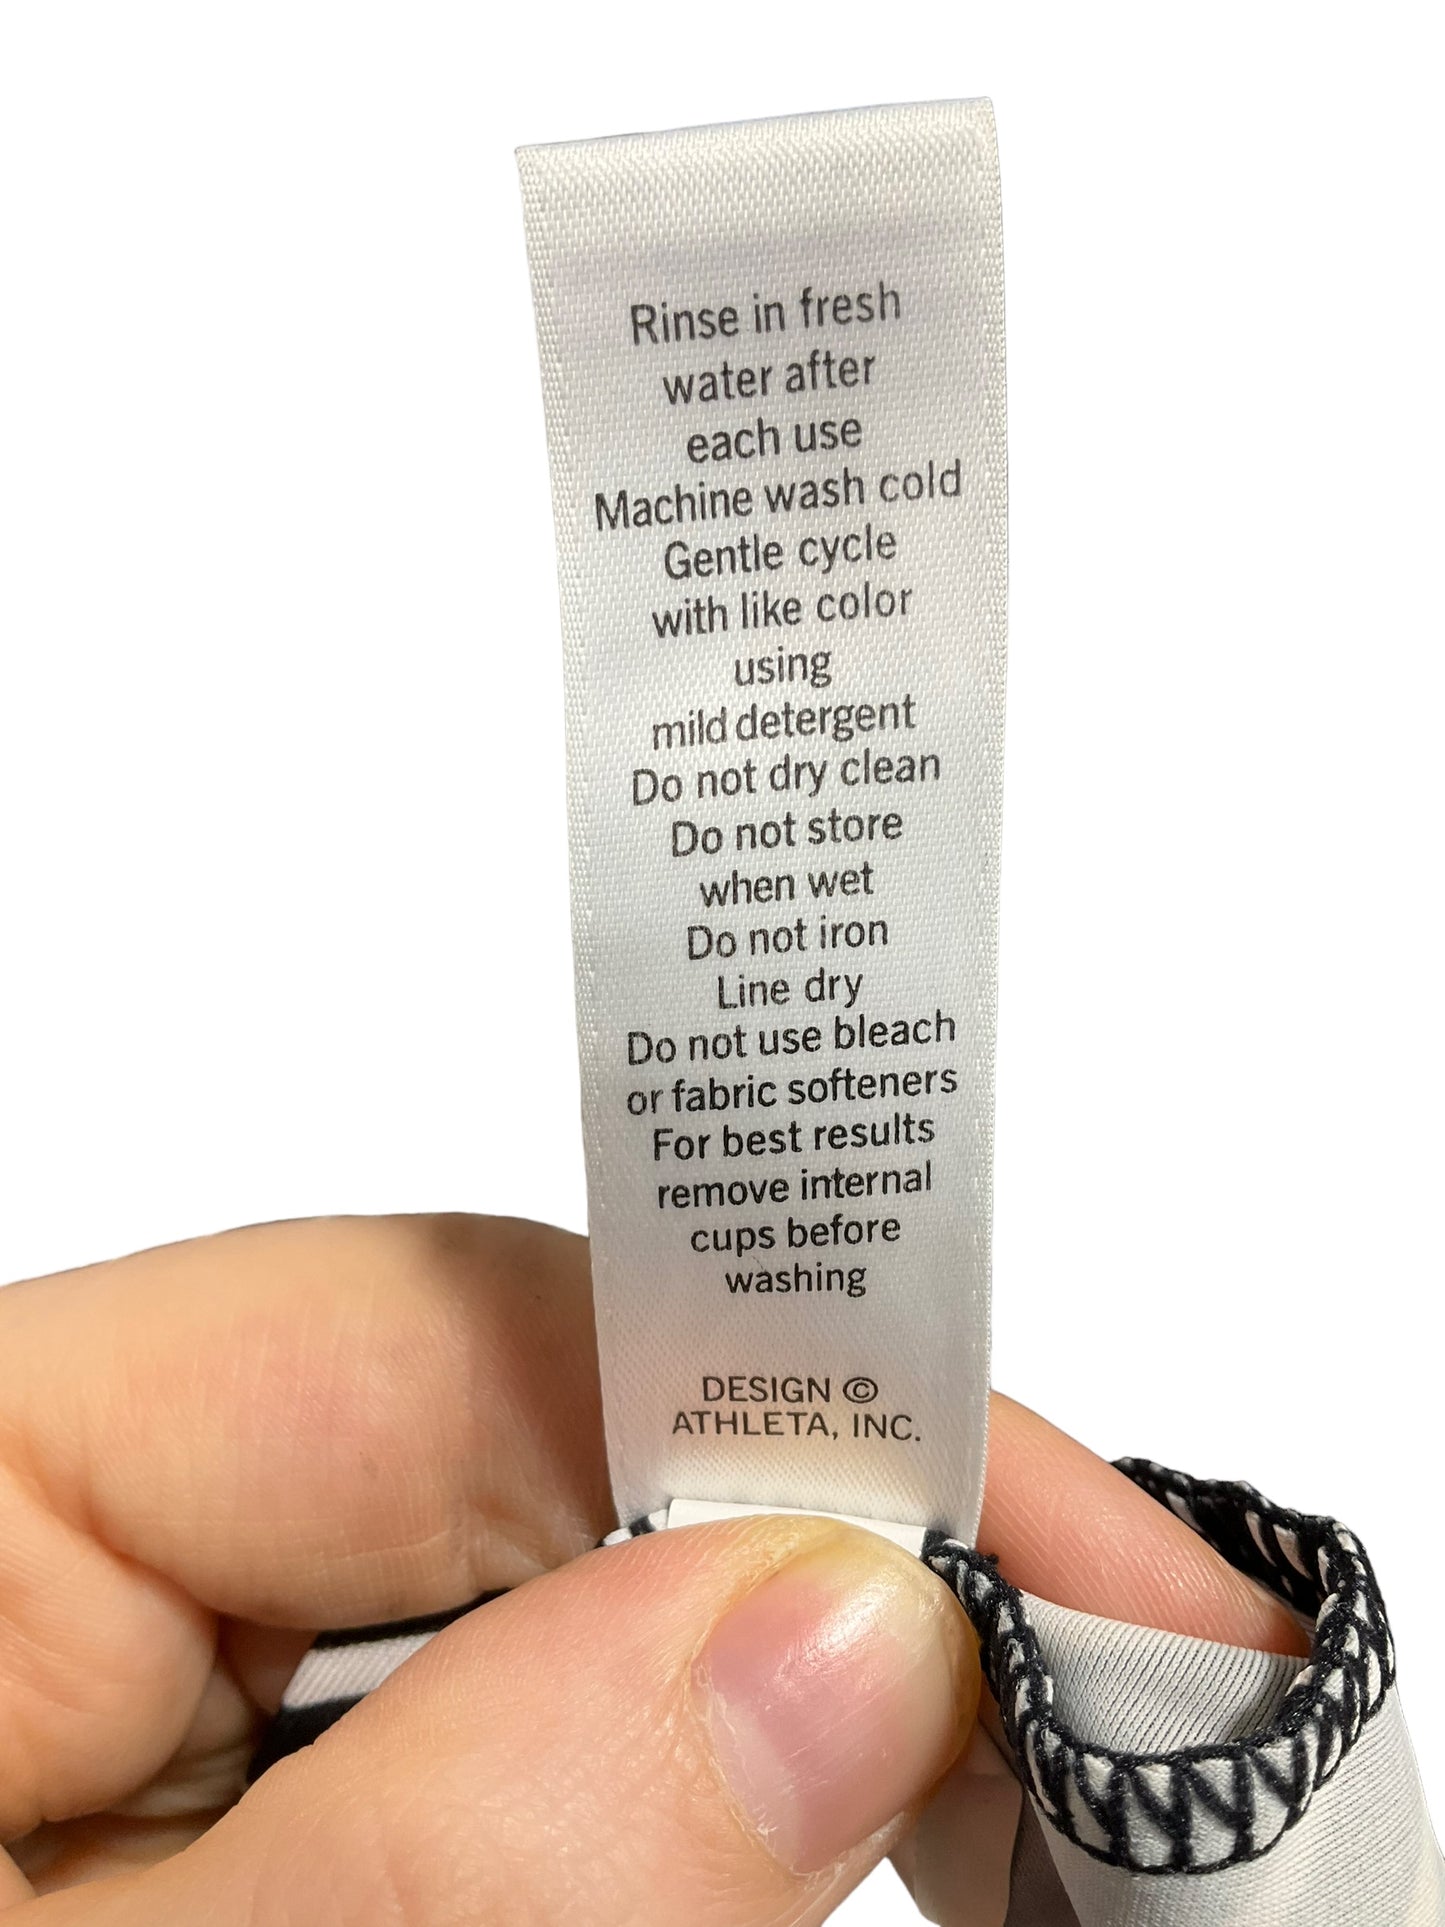 Rinse in fresh
water after
each use
Machine wash cold
Gentle cycle
with like color
using
mild detergent
Do not dry clean
Do not store
when wet
Do not iron
Line dry
Do not use bleach
or fabric softeners
For best results
remove internal
cups before
washing
DESIGN ©
ATHLETA, INC.